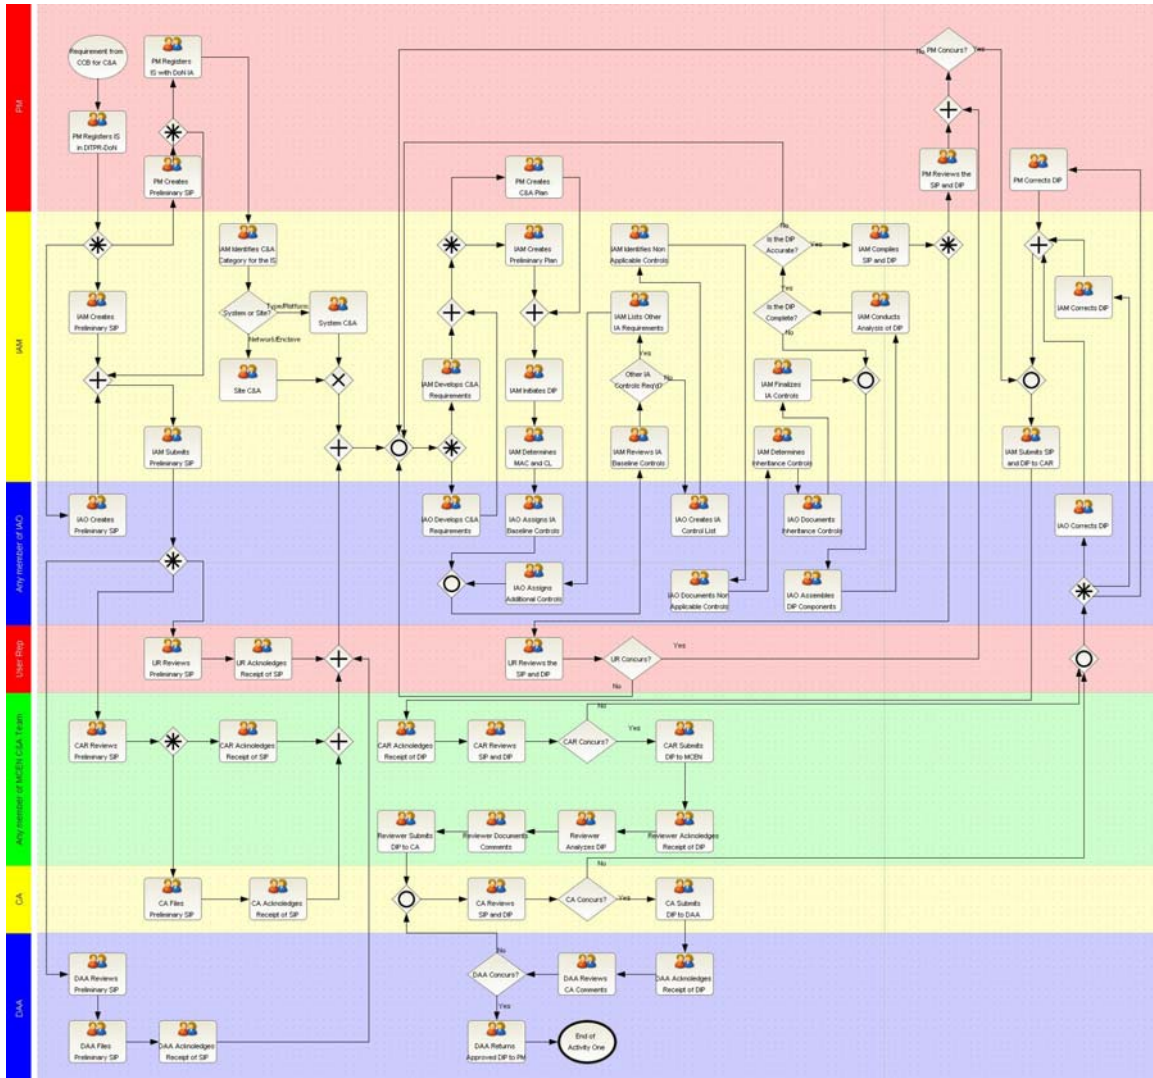 PM
Requirement from
CCB for C&A
PM Registers
IS with DoN IA
PM Registers IS
in DITPR-DoN
PM Creates
Preliminary SIP
PM Creates
C&A Plan
No
PM Concurs?
Yes
PM Reviews the
SIP and DIP
PM Corrects DIP
IAM
IAM Identifies C&A
Category for the IS
IAM Creates
Preliminary Plan
IAM Identifies Non
Applicable Controls
No
Is the DIP
Accurate?
Yes
IAM Compiles
SIP and DIP
IAM Creates
Preliminary SIP
System or Site?
Type/Platform
System C&A
Network/Enclave
Site C&A
IAM Lists Other
IA Requirements
Is the DIP
Complete?
No
IAM Conducts
Analysis of DIP
IAM Corrects DIP
IAM Develops C&A
Requirements
IAM Initiates DIP
Yes
Other IA
Controls Req'd?
No
IAM Finalizes
IA Controls
IAM Submits
Preliminary SIP
IAM Determines
MAC and CL
IAM Reviews IA
Baseline Controls
IAM Determines
Inheritance Controls
IAM Submits SIP
and DIP to CAR
Any member of IAO
IAO Creates
Preliminary SIP
IAO Develops C&A
Requirements
IAO Assigns IA
Baseline Controls
IAO Creates IA
Control List
IAO Documents
Inheritance Controls
IAO Corrects DIP
IAO Assigns
Additional Controls
IAO Documents Non
Applicable Controls
IAO Assembles
DIP Components
User Rep
UR Reviews
Preliminary SIP
UR Acknoledges
Receipt of SIP
UR Reviews the
SIP and DIP
UR Concurs?
Yes
No
Any member of MCEN C&A Team
CAR Reviews
Preliminary SIP
CAR Acknoledges
Receipt of SIP
CAR Acknoledges
Receipt of DIP
CAR Reviews
SIP and DIP
No
CAR Concurs?
Yes
CAR Submits
DIP to MCEN
Reviewer Submits
DIP to CA
Reviewer Documents
Comments
Reviewer
Analyzes DIP
Reviewer Acknoledges
Receipt of DIP
CA
CA Files
Preliminary SIP
CA Acknoledges
Receipt of SIP
CA Reviews
SIP and DIP
No
CA Concurs?
Yes
CA Submits
DIP to DAA
DAA
DAA Reviews
Preliminary SIP
No
DAA Concurs?
Yes
DAA Reviews
CA Comments
DAA Acknoledges
Receipt of DIP
DAA Files
Preliminary SIP
DAA Acknoledges
Receipt of SIP
DAA Returns
Approved DIP to PM
End of
Activity One